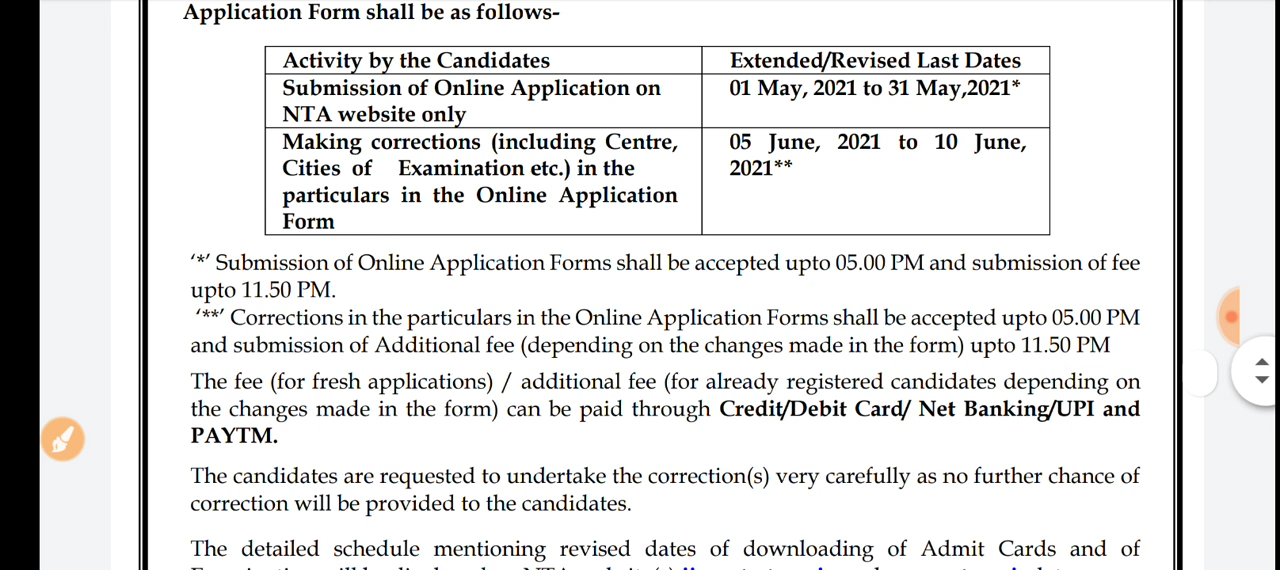 Application Form shall be as follows-
Activity by the Candidates Extended/Revised Last Dates
Submission of Online Application on 01 May, 2021 to 31 May,2021*
NTA website only
Making corrections (including Centre, 05 June, 2021 to 10 June,
Cities of Examination etc.) in the 2021**
particulars in the Online Application
Form
‘*’ Submission of Online Application Forms shall be accepted upto 05.00 PM and submission of fee
upto 11.50 PM.
‘**’ Corrections in the particulars in the Online Application Forms shall be accepted upto 05.00 PM
and submission of Additional fee (depending on the changes made in the form) upto 11.50 PM
The fee (for fresh applications) / additional fee (for already registered candidates depending on
the changes made in the form) can be paid through Credit/Debit Card/ Net Banking/UPI and
PAYTM.
The candidates are requested to undertake the correction(s) very carefully as no further chance of
correction will be provided to the candidates.
The detailed schedule mentioning revised dates of downloading of Admit Cards and of